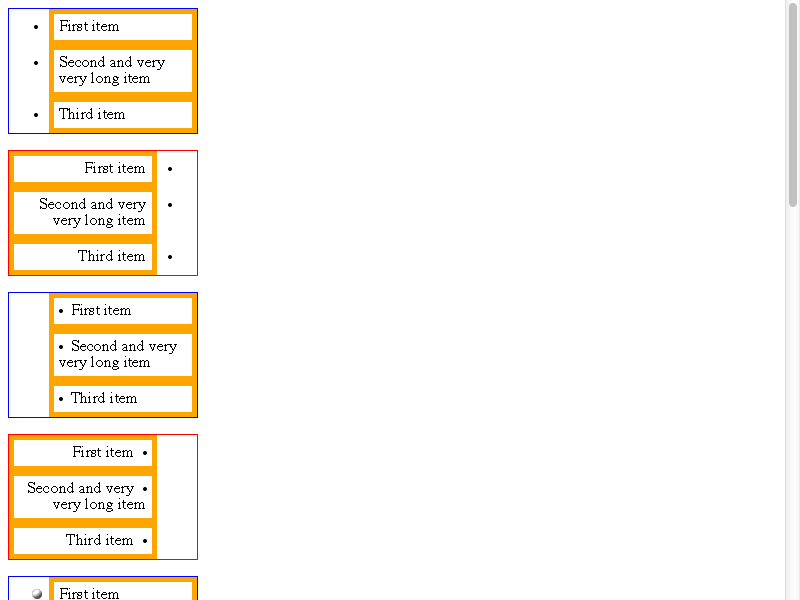 • First item
• Second and very
very long item
• Third item
First item •
Second and very •
very long item
Third item •
• First item
• Second and very
very long item
• Third item
First item •
Second and very •
very long item
Third item •
First item